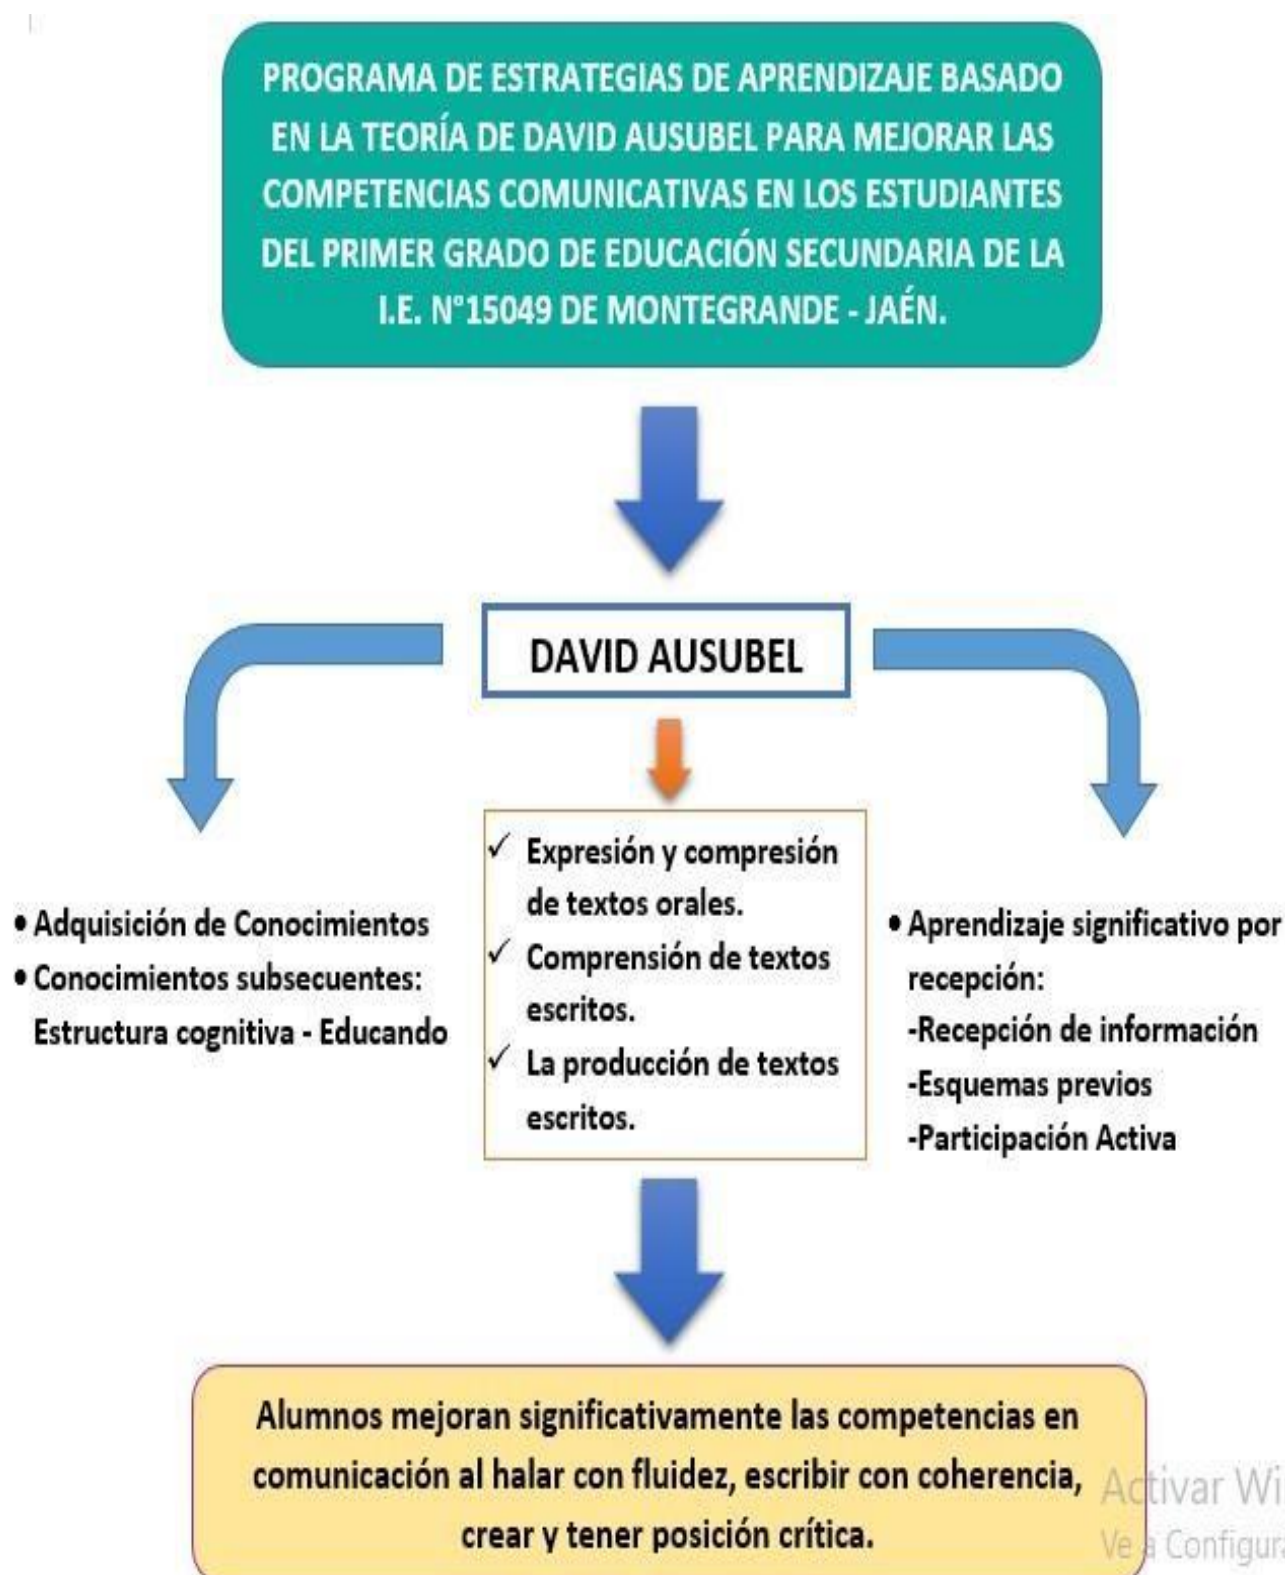 PROGRAMA DE ESTRATEGIAS DE APRENDIZAJE BASADO
EN LA TEORÍA DE DAVID AUSUBEL PARA MEJORAR LAS
COMPETENCIAS COMUNICATIVAS EN LOS ESTUDIANTES
DEL PRIMER GRADO DE EDUCACIÓN SECUNDARIA DE LA
I.E. N°15049 DE MONTEGRANDE - JAÉN.
DAVID AUSUBEL
• Adquisición de Conocimientos
• Conocimientos subsecuentes:
Estructura cognitiva - Educando
✓ Expresión y compresión
de textos orales.
✓ Comprensión de textos
escritos.
✓ La producción de textos
escritos.
• Aprendizaje significativo por
recepción:
-Recepción de información
-Esquemas previos
-Participación Activa
Alumnos mejoran significativamente las competencias en
comunicación al halar con fluidez, escribir con coherencia,
crear y tener posición crítica.
Activar Wi
Ve a Configura